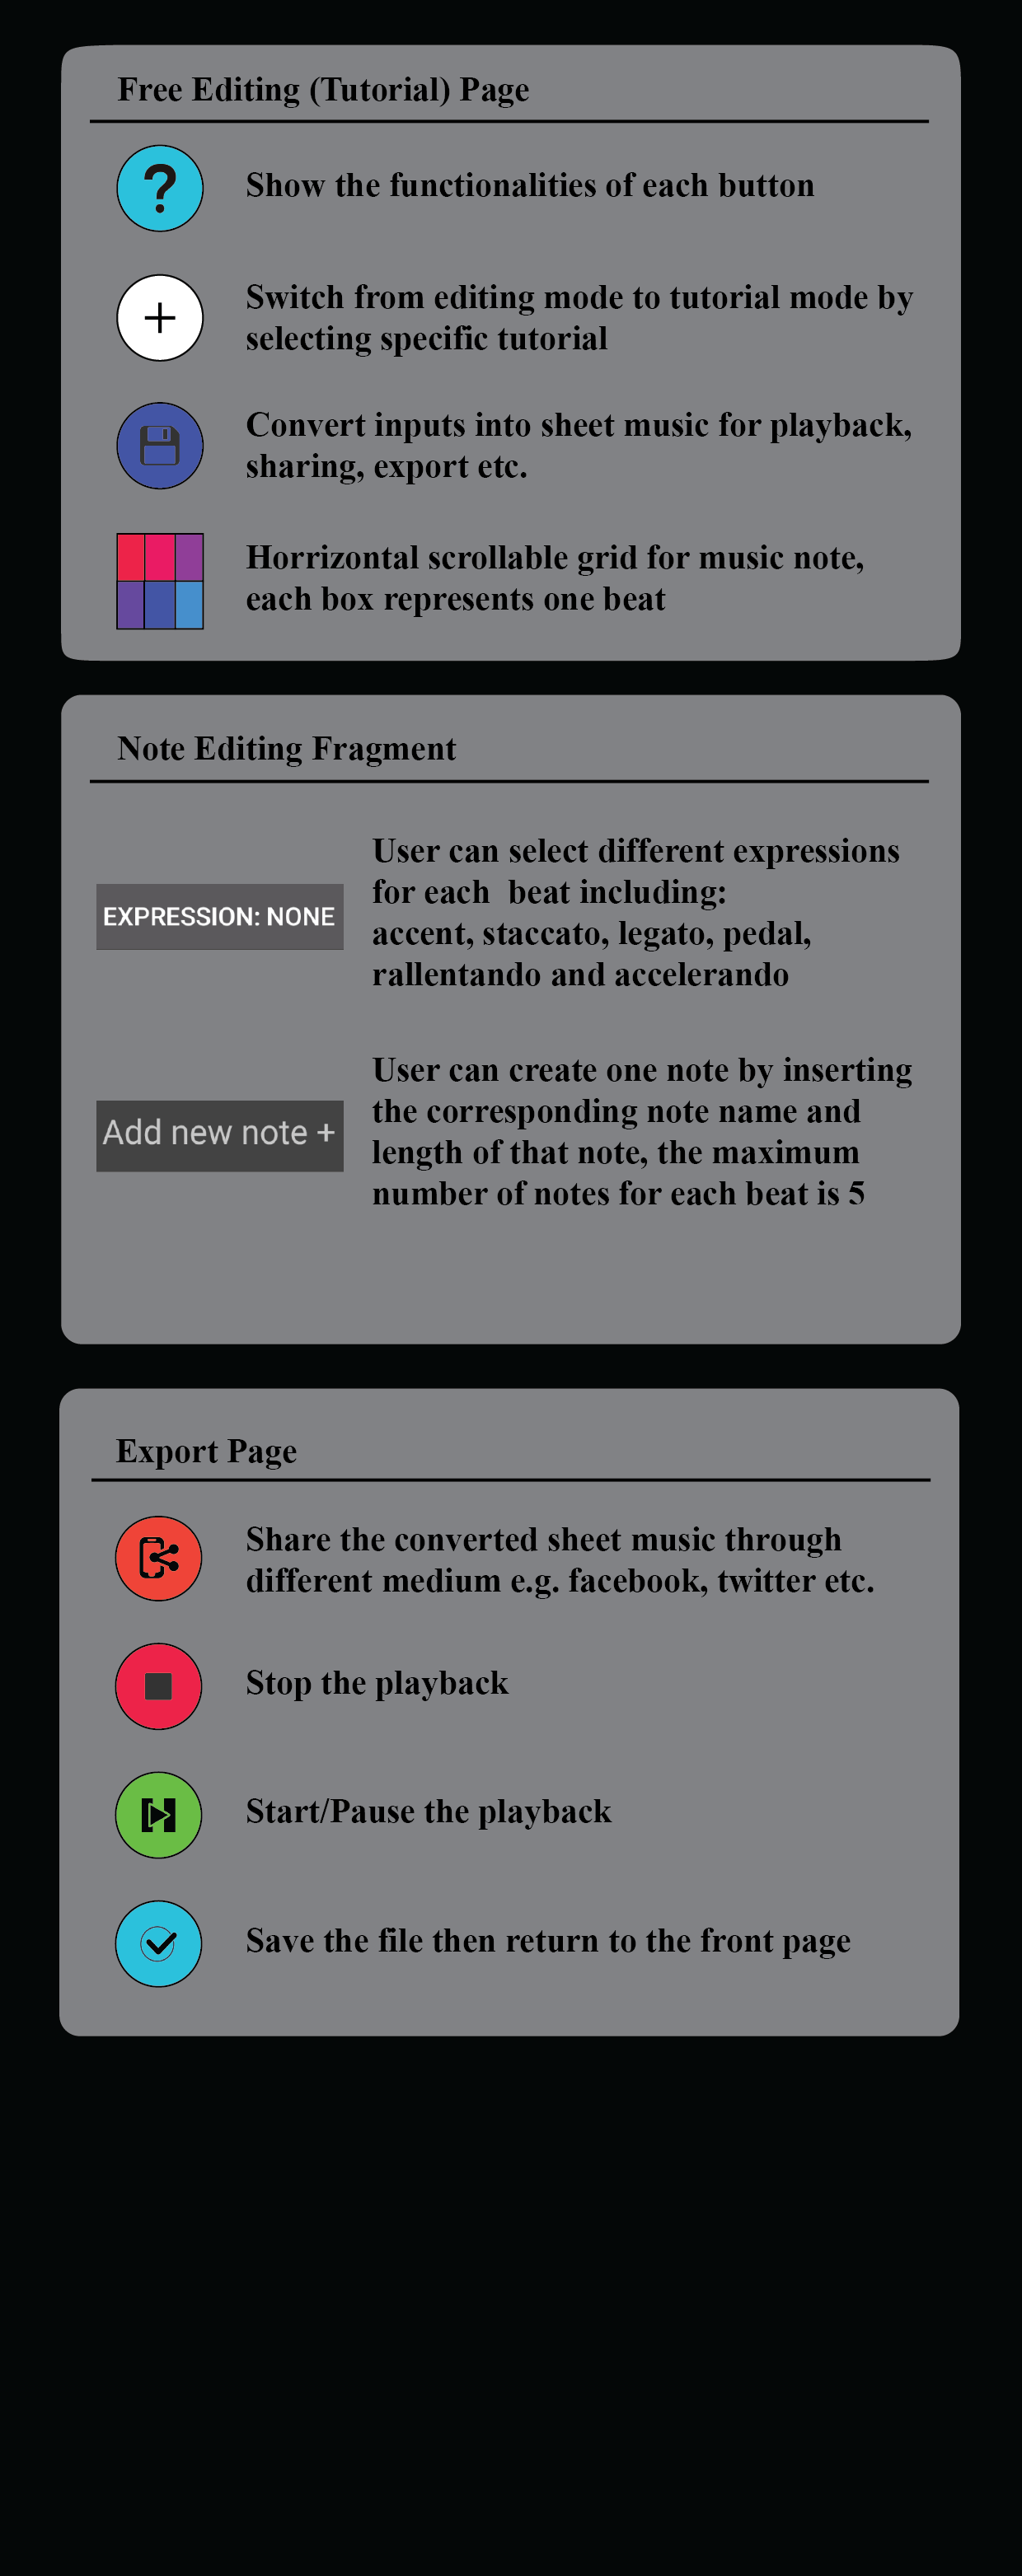 Free Editing (Tutorial) Page
?
Show the functionalities of each button
+
Switch from editing mode to tutorial mode by
selecting specific tutorial
Convert inputs into sheet music for playback,
sharing, export etc.
Horrizontal scrollable grid for music note,
each box represents one beat
Note Editing Fragment
EXPRESSION: NONE
User can select different expressions
for each  beat including:
accent, staccato, legato, pedal,
rallentando and accelerando
Add new note +
User can create one note by inserting
the corresponding note name and
length of that note, the maximum
number of notes for each beat is 5
Export Page
Share the converted sheet music through
different medium e.g. facebook, twitter etc.
Stop the playback
Start/Pause the playback
Save the file then return to the front page